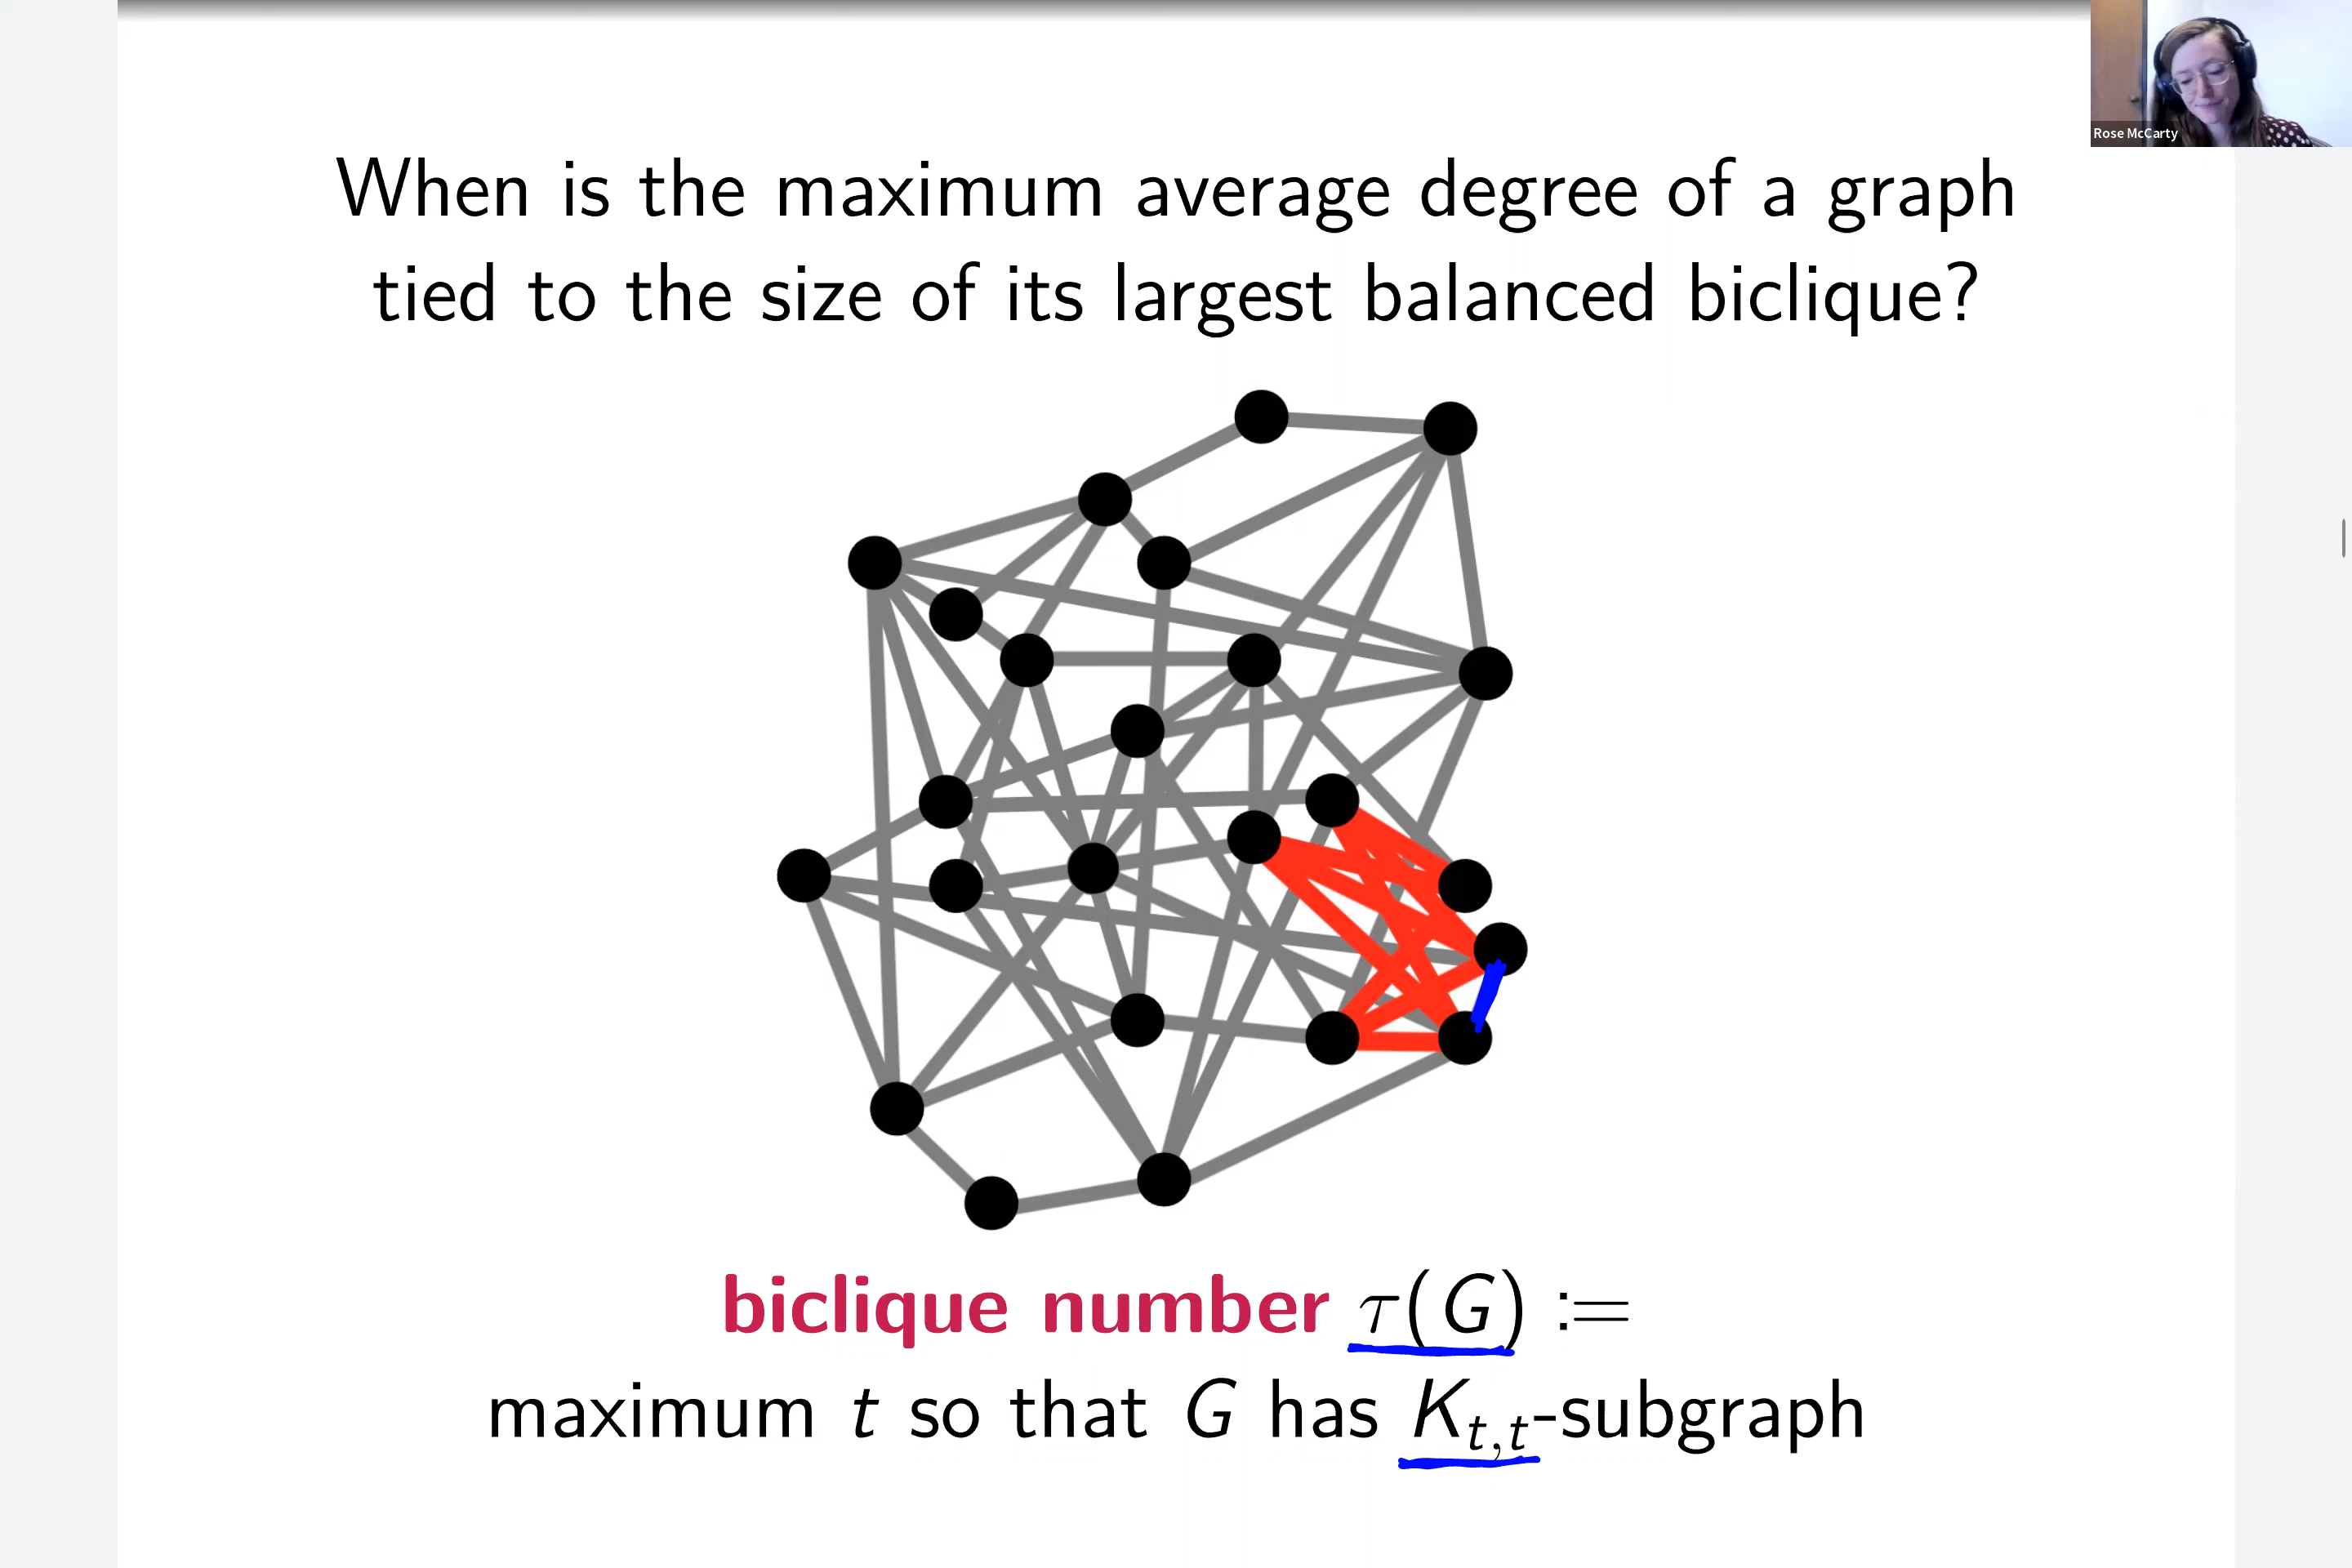 Rose McCarty
When is the maximum average degree of a graph
tied to the size of its largest balanced biclique?
biclique number τ(G) :=
maximum t so that G has K_{t,t}-subgraph